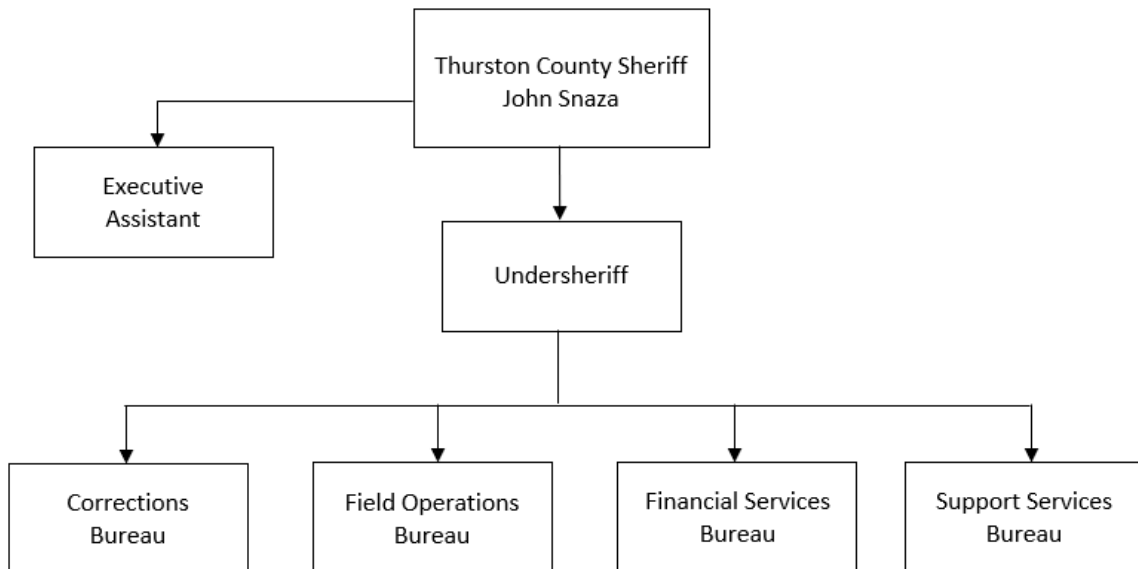 Thurston County Sheriff
John Snaza
Executive
Assistant
Undersheriff
Corrections
Bureau
Field Operations
Bureau
Financial Services
Bureau
Support Services
Bureau